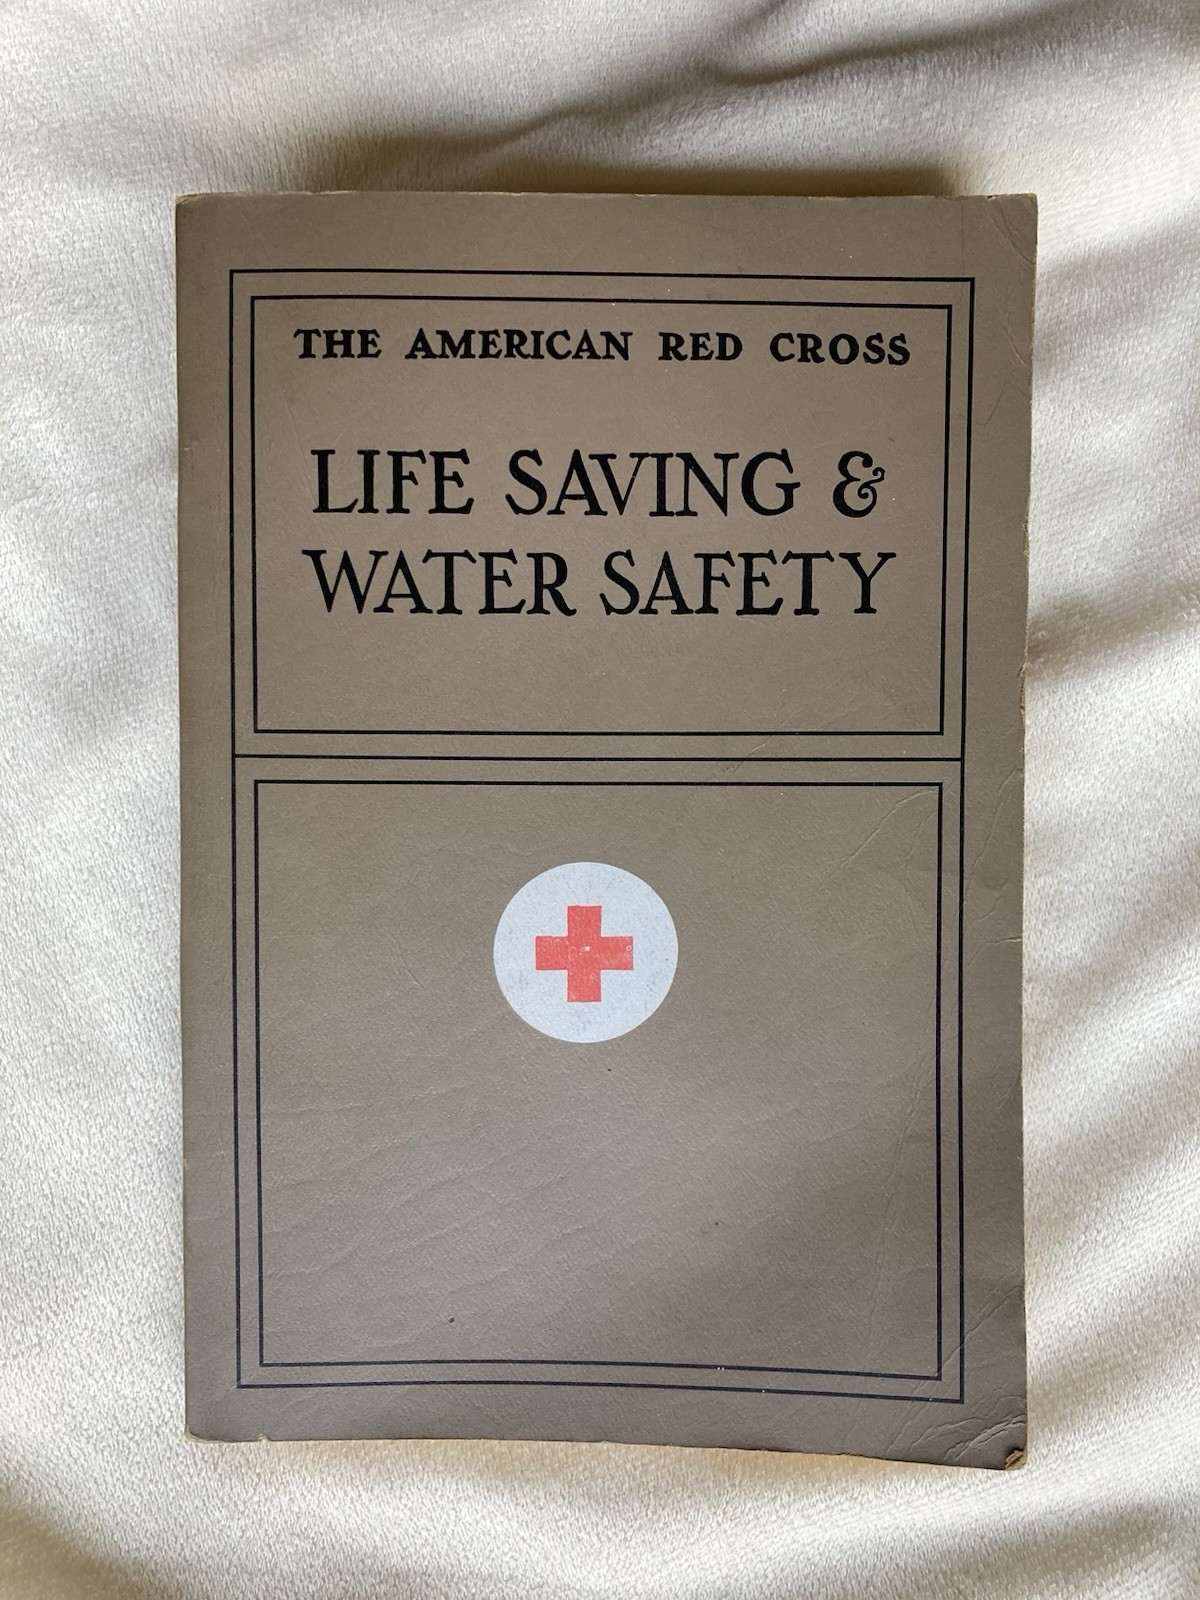 THE AMERICAN RED CROSS
LIFE SAVING &
WATER SAFETY